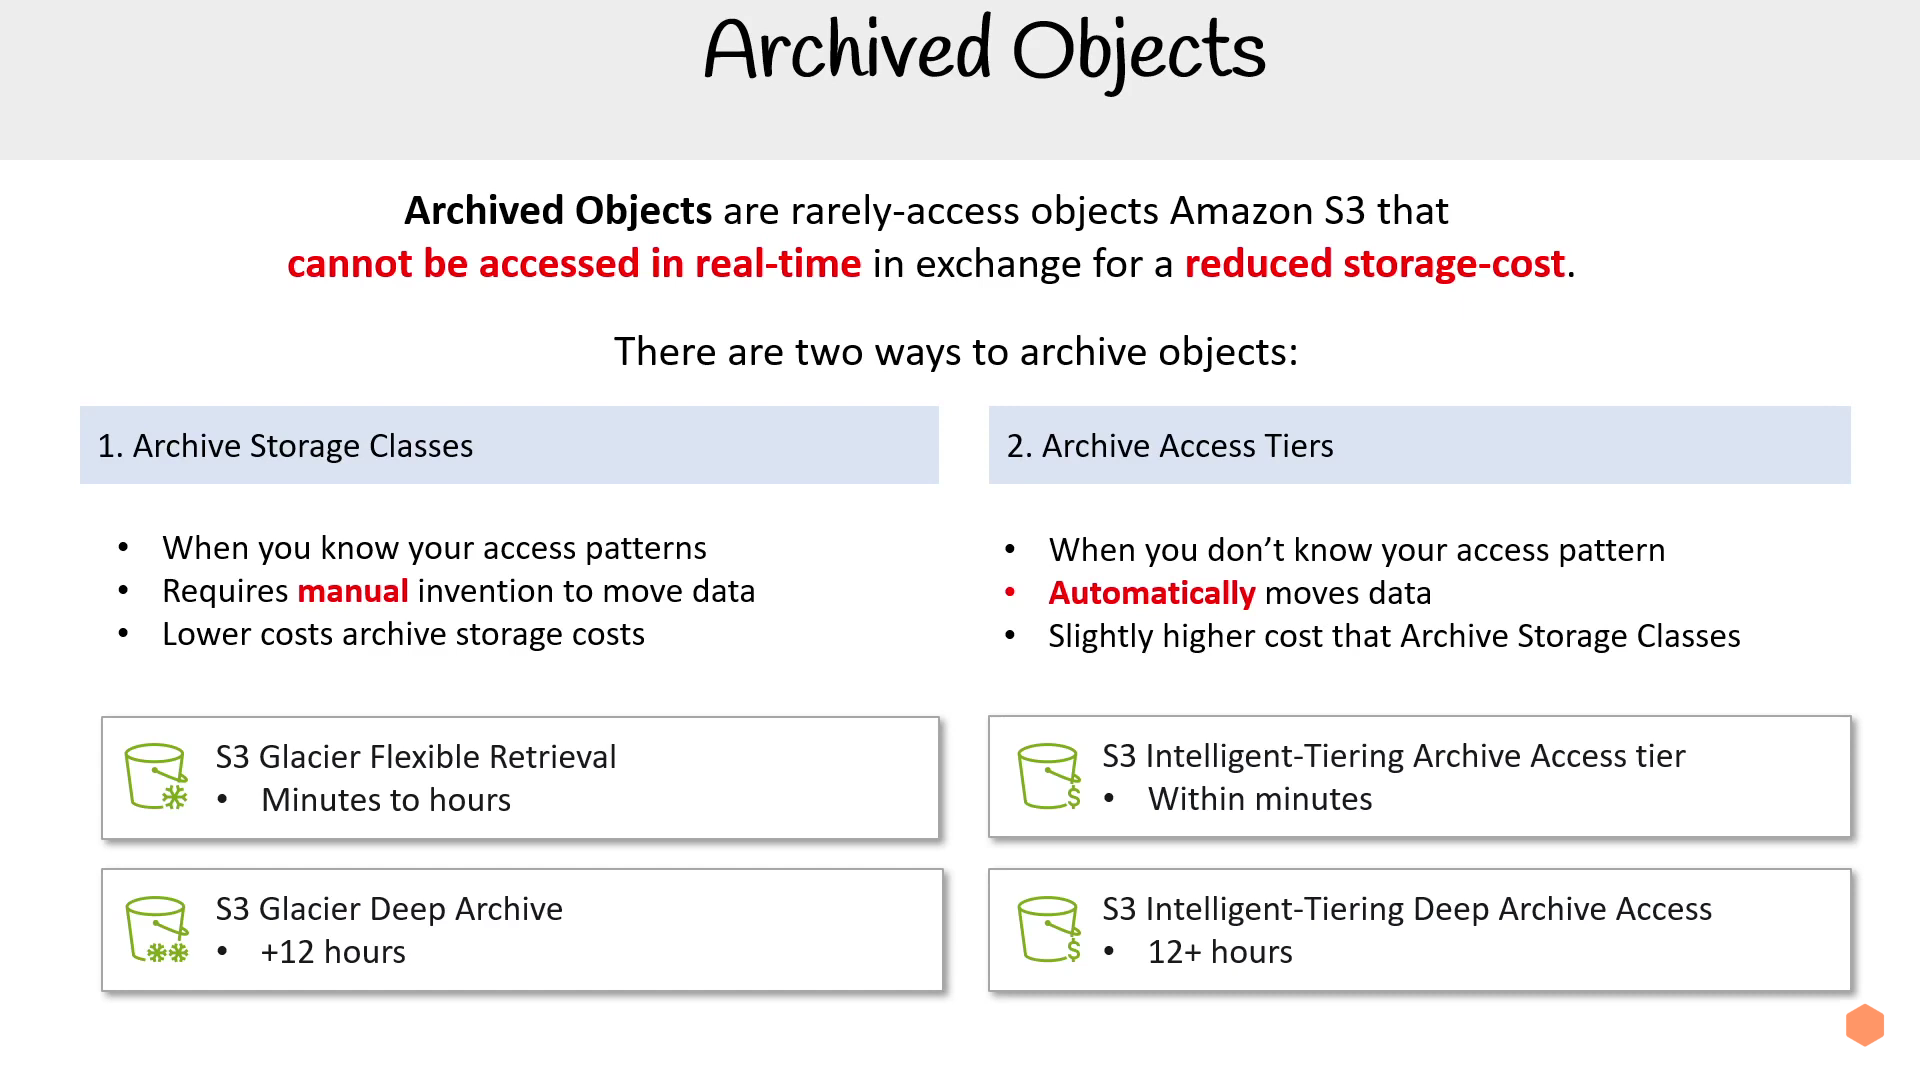 Archived Objects
Archived Objects are rarely-access objects Amazon S3 that
cannot be accessed in real-time in exchange for a reduced storage-cost.
There are two ways to archive objects:
1. Archive Storage Classes
• When you know your access patterns
• Requires manual invention to move data
• Lower costs archive storage costs
S3 Glacier Flexible Retrieval
• Minutes to hours
S3 Glacier Deep Archive
• +12 hours
2. Archive Access Tiers
• When you don’t know your access pattern
• Automatically moves data
• Slightly higher cost that Archive Storage Classes
S3 Intelligent-Tiering Archive Access tier
• Within minutes
S3 Intelligent-Tiering Deep Archive Access
• 12+ hours